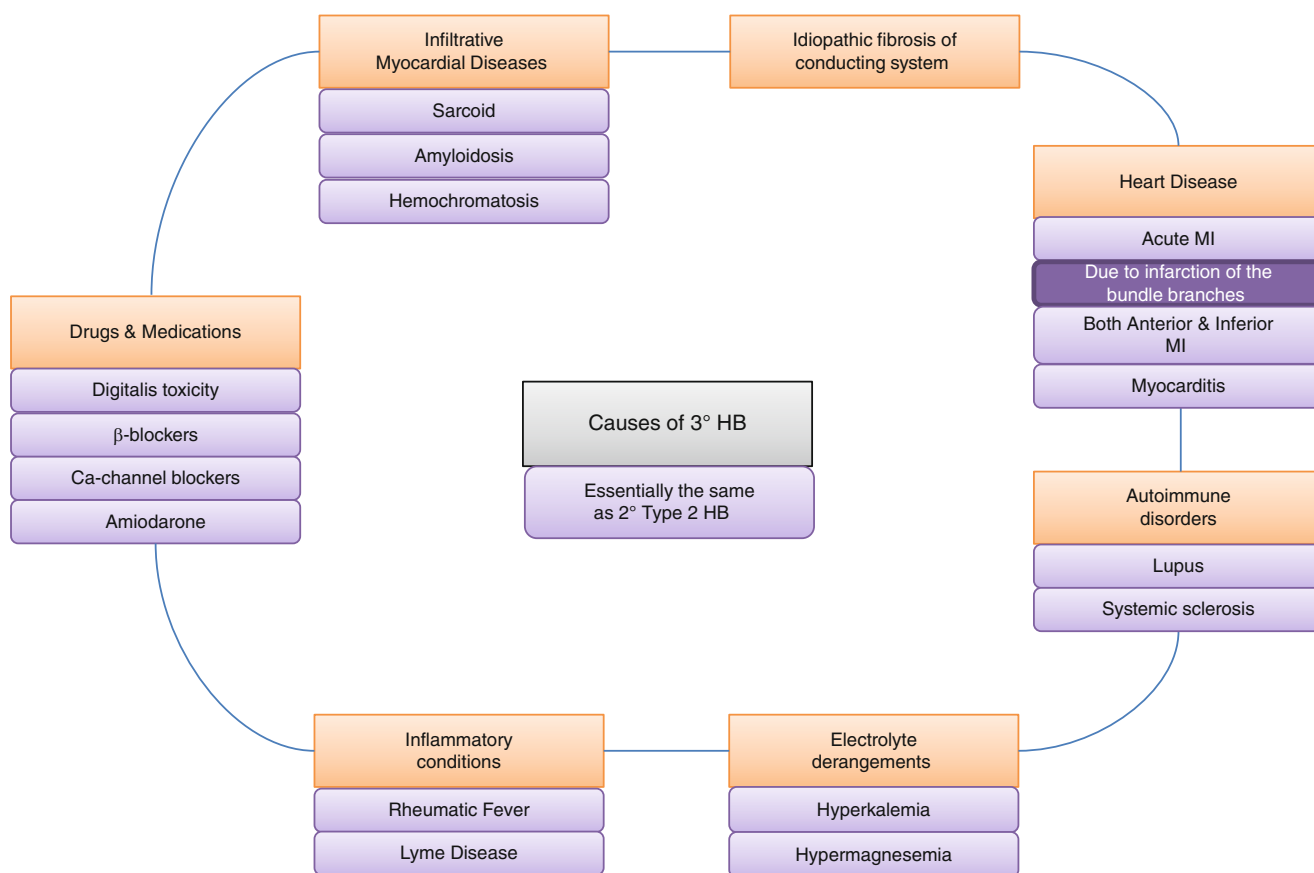 Infiltrative
Myocardial Diseases
Sarcoid
Amyloidosis
Hemochromatosis
Idiopathic fibrosis of
conducting system
Heart Disease
Acute MI
Due to infarction of the
bundle branches
Both Anterior & Inferior
MI
Myocarditis
Drugs & Medications
Digitalis toxicity
β-blockers
Ca-channel blockers
Amiodarone
Causes of 3° HB
Essentially the same
as 2° Type 2 HB
Autoimmune
disorders
Lupus
Systemic sclerosis
Inflammatory
conditions
Rheumatic Fever
Lyme Disease
Electrolyte
derangements
Hyperkalemia
Hypermagnesemia